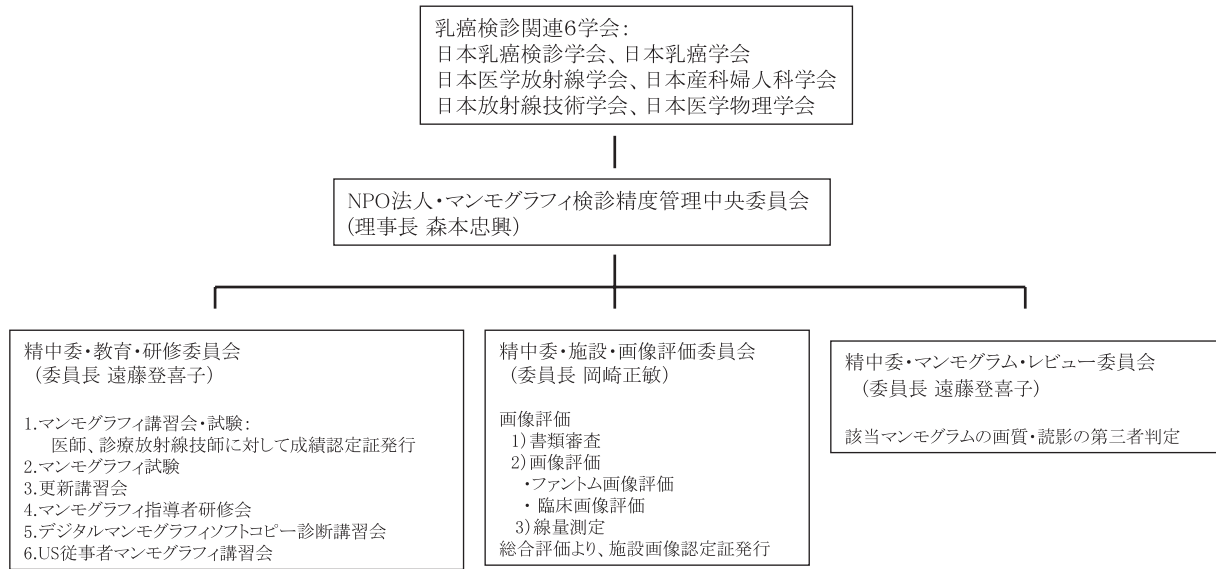 乳癌検診関連6学会:
日本乳癌検診学会、日本乳癌学会
日本医学放射線学会、日本産科婦人科学会
日本放射線技術学会、日本医学物理学会
NPO法人・マンモグラフィ検診精度管理中央委員会
(理事長 森本忠興)
精中委・教育・研修委員会
(委員長 遠藤登喜子)
1.マンモグラフィ講習会・試験:
医師、診療放射線技師に対して成績認定証発行
2.マンモグラフィ試験
3.更新講習会
4.マンモグラフィ指導者研修会
5.デジタルマンモグラフィソフトコピー診断講習会
6.US従事者マンモグラフィ講習会
精中委・施設・画像評価委員会
(委員長 岡崎正敏)
画像評価
1)書類審査
2)画像評価
・ファントム画像評価
・臨床画像評価
3)線量測定
総合評価より、施設画像認定証発行
精中委・マンモグラム・レビュー委員会
(委員長 遠藤登喜子)
該当マンモグラムの画質・読影の第三者判定